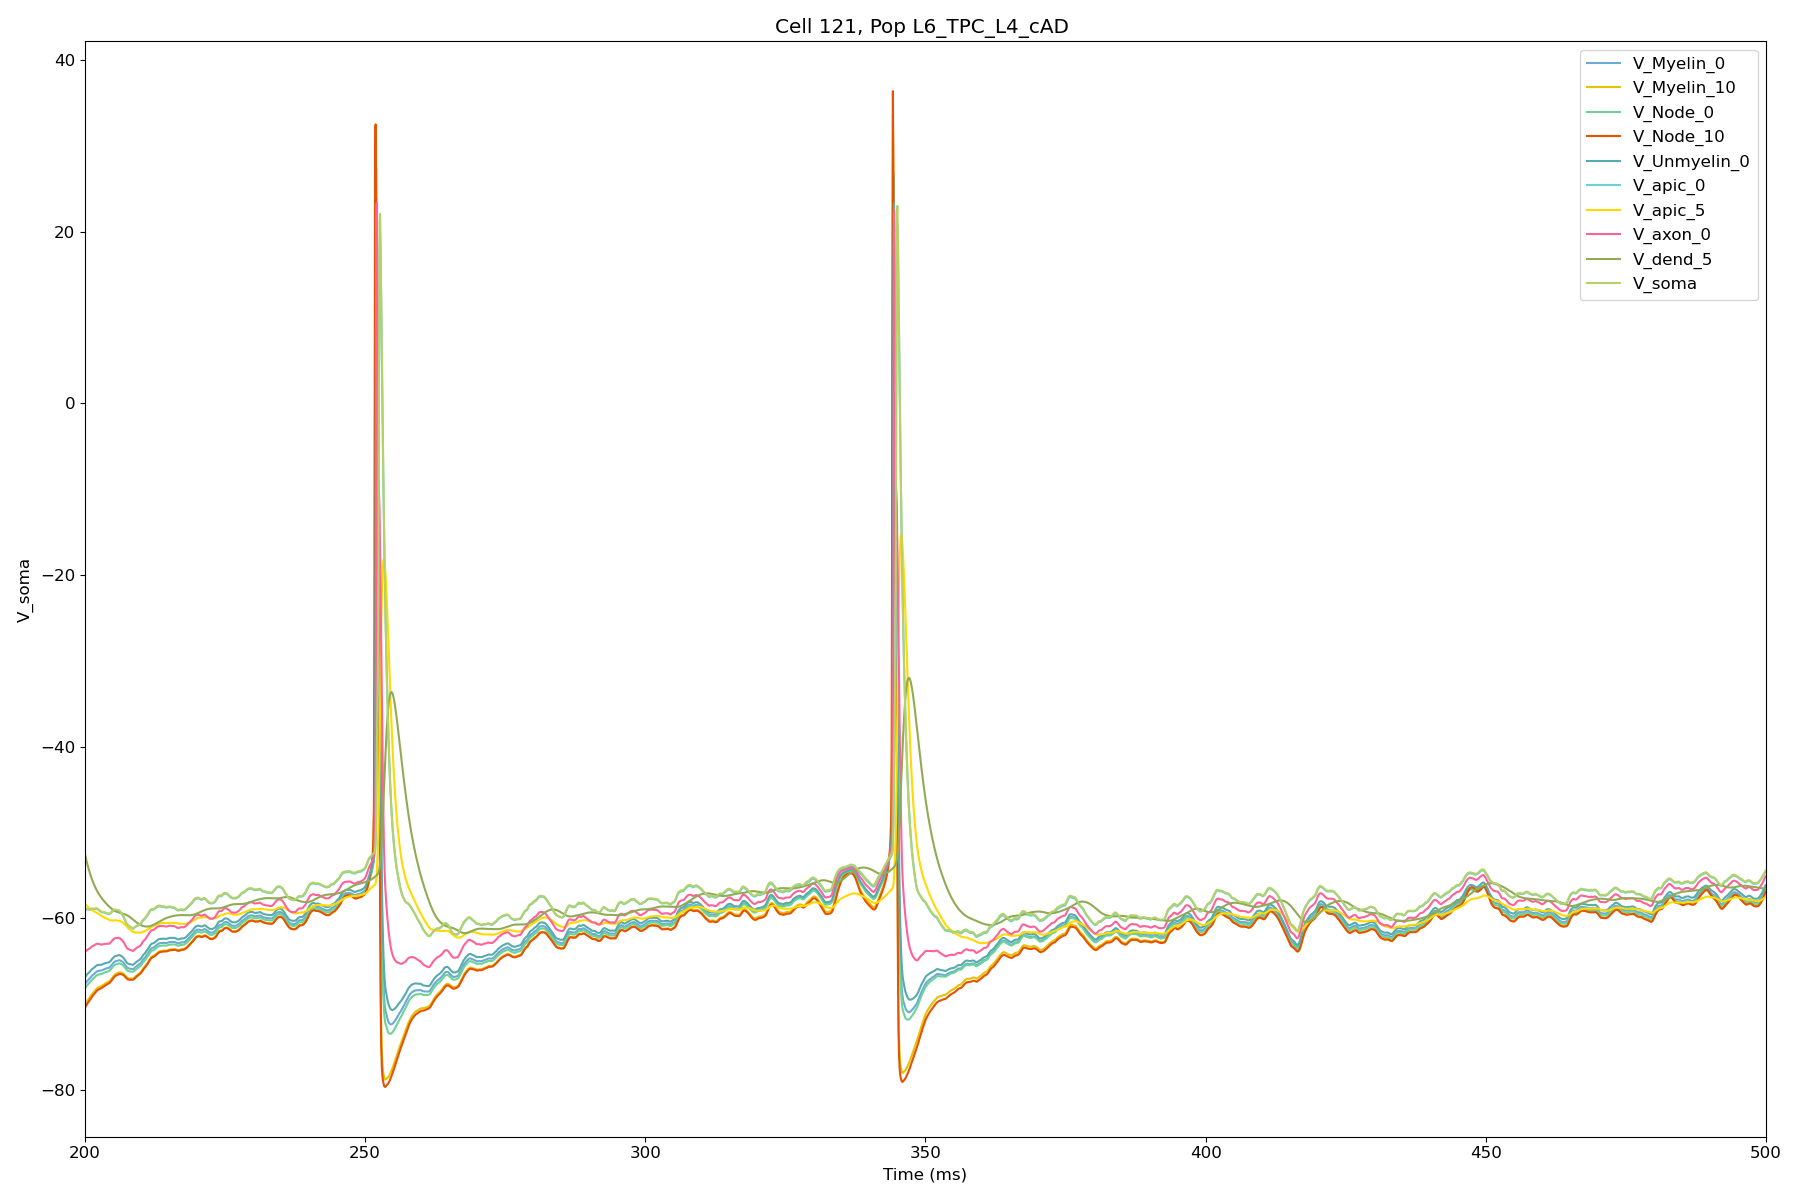 Cell 121, Pop L6_TPC_L4_cAD
V_Myelin_0
V_Myelin_10
V_Node_0
V_Node_10
V_Unmyelin_0
V_apic_0
V_apic_5
V_axon_0
V_dend_5
V_soma
40
20
0
−20
−40
−60
−80
V_soma
200
250
300
350
400
450
500
Time (ms)